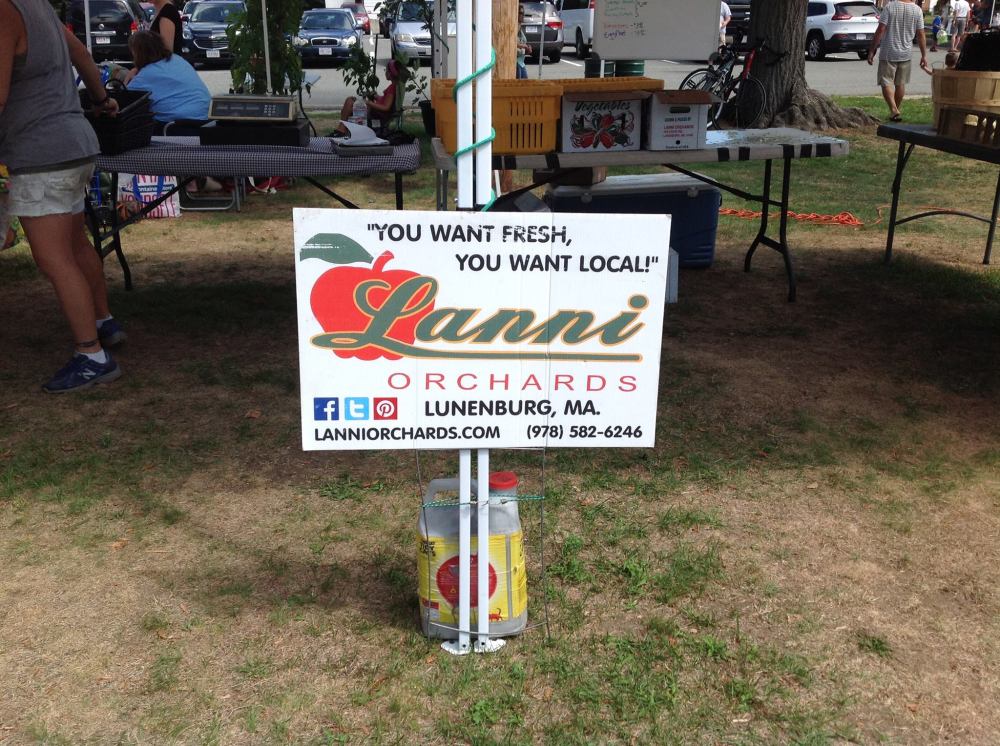 Vegetables
"YOU WANT FRESH,
YOU WANT LOCAL!"
Lanni
ORCHARDS
LUNENBURG, MA.
LANNIORCHARDS.COM (978) 582-6246